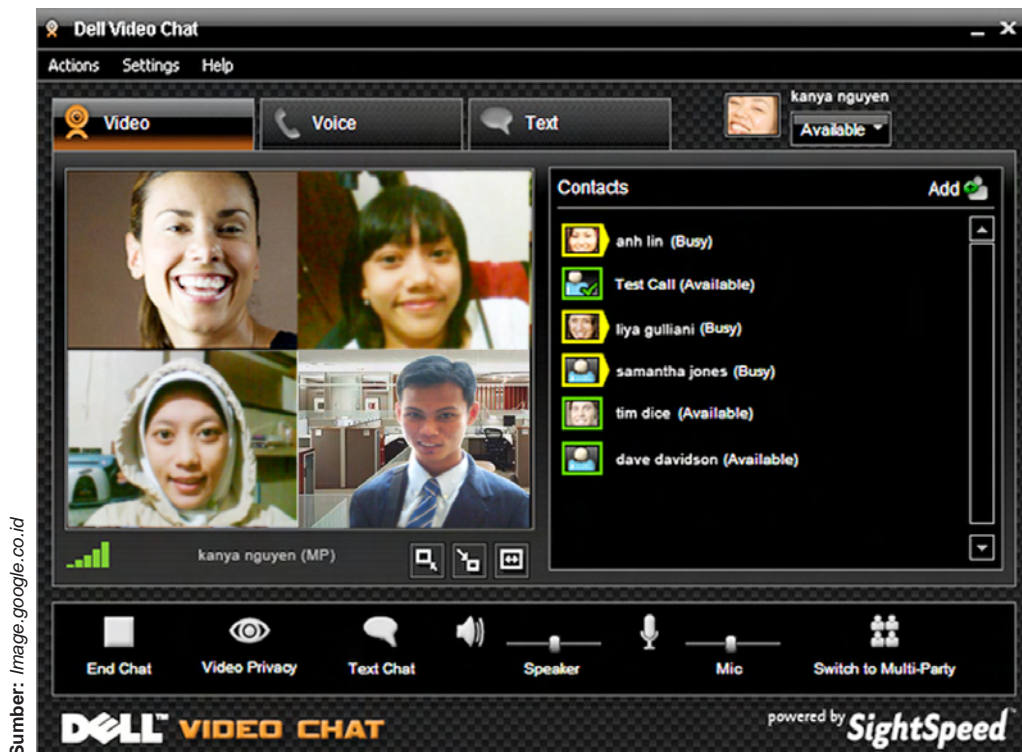 Dell Video Chat
Actions Settings Help
Video Voice Text
kanya nguyen
Available
Contacts Add
anh lin (Busy)
Test Call (Available)
liya gulliani (Busy)
samantha jones (Busy)
tim dice (Available)
dave davidson (Available)
kanya nguyen (MP)
End Chat Video Privacy Text Chat Speaker Mic Switch to Multi-Party
DELL™ VIDEO CHAT
powered by SightSpeed™
Sumber: Image.google.co.id